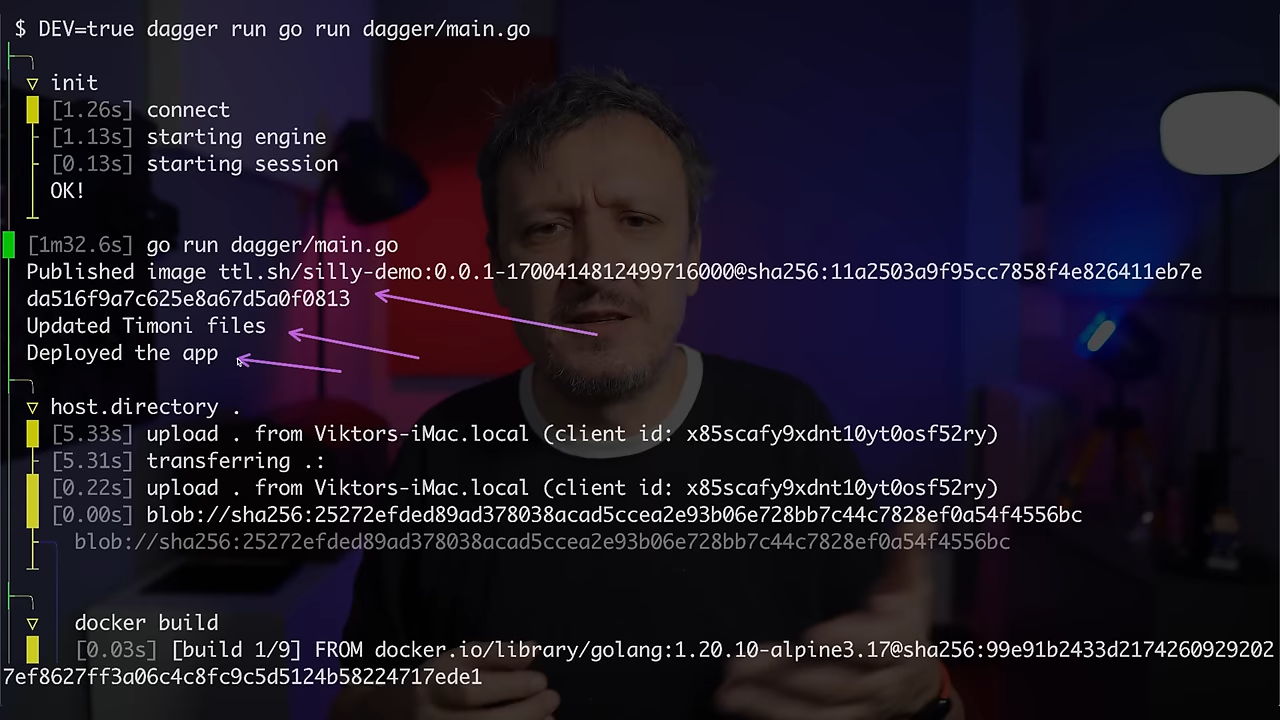 $ DEV=true dagger run go run dagger/main.go
init
[1.26s] connect
[1.13s] starting engine
[0.13s] starting session
OK!
[1m32.6s] go run dagger/main.go
Published image ttl.sh/silly-demo:0.0.1-1700414812499716000@sha256:11a2503a9f95cc7858f4e826411eb7e
da516f9a7c625e8a67d5a0f0813
Updated Timoni files
Deployed the app
host.directory .
[5.33s] upload . from Viktors-iMac.local (client id: x85scafy9xdnt10yt0osf52ry)
[5.31s] transferring .:
[0.22s] upload . from Viktors-iMac.local (client id: x85scafy9xdnt10yt0osf52ry)
[0.00s] blob://sha256:25272efded89ad378038acad5ccea2e93b06e728bb7c44c7828ef0a54f4556bc
blob://sha256:25272efded89ad378038acad5ccea2e93b06e728bb7c44c7828ef0a54f4556bc
docker build
[0.03s] [build 1/9] FROM docker.io/library/golang:1.20.10-alpine3.17@sha256:99e91b2433d2174260929202
7ef8627ff3a06c4c8fc9c5d5124b58224717ede1